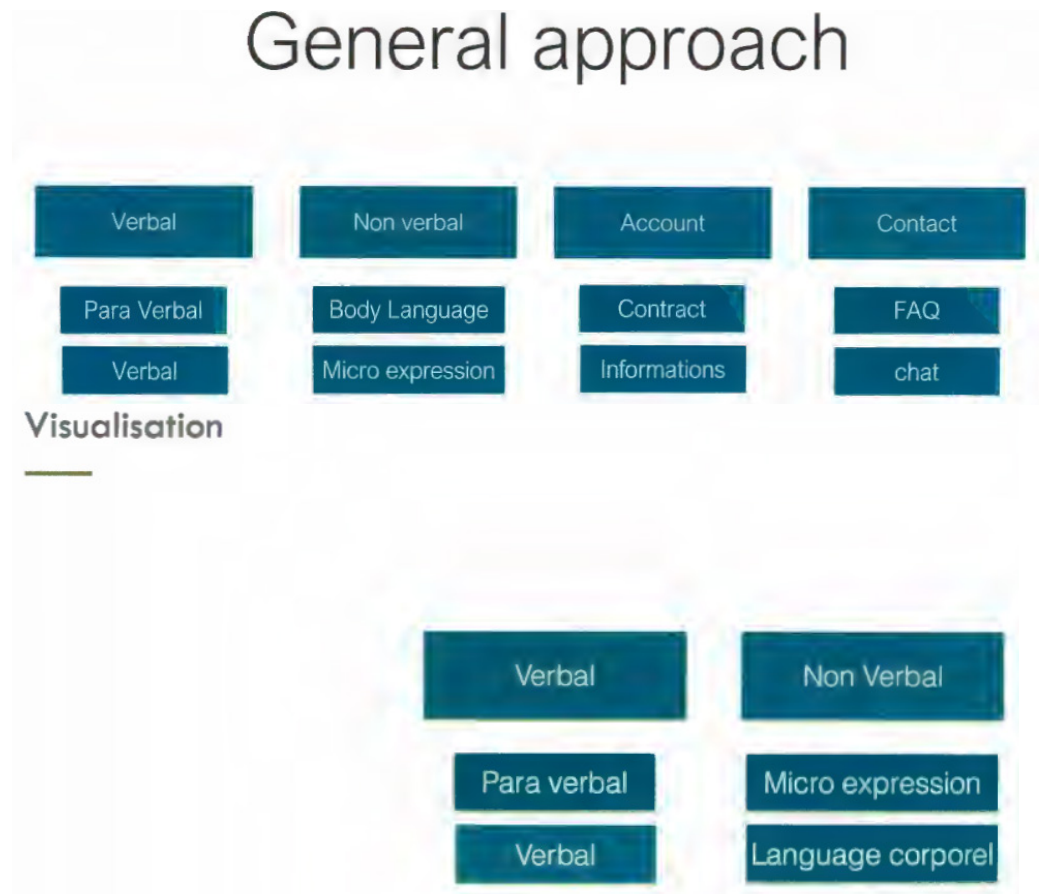 General approach
Verbal Non verbal Account Contact
Para Verbal Body Language Contract FAQ
Verbal Micro expression Informations chat
Visualisation
Verbal Non Verbal
Para verbal Micro expression
Verbal Language corporel